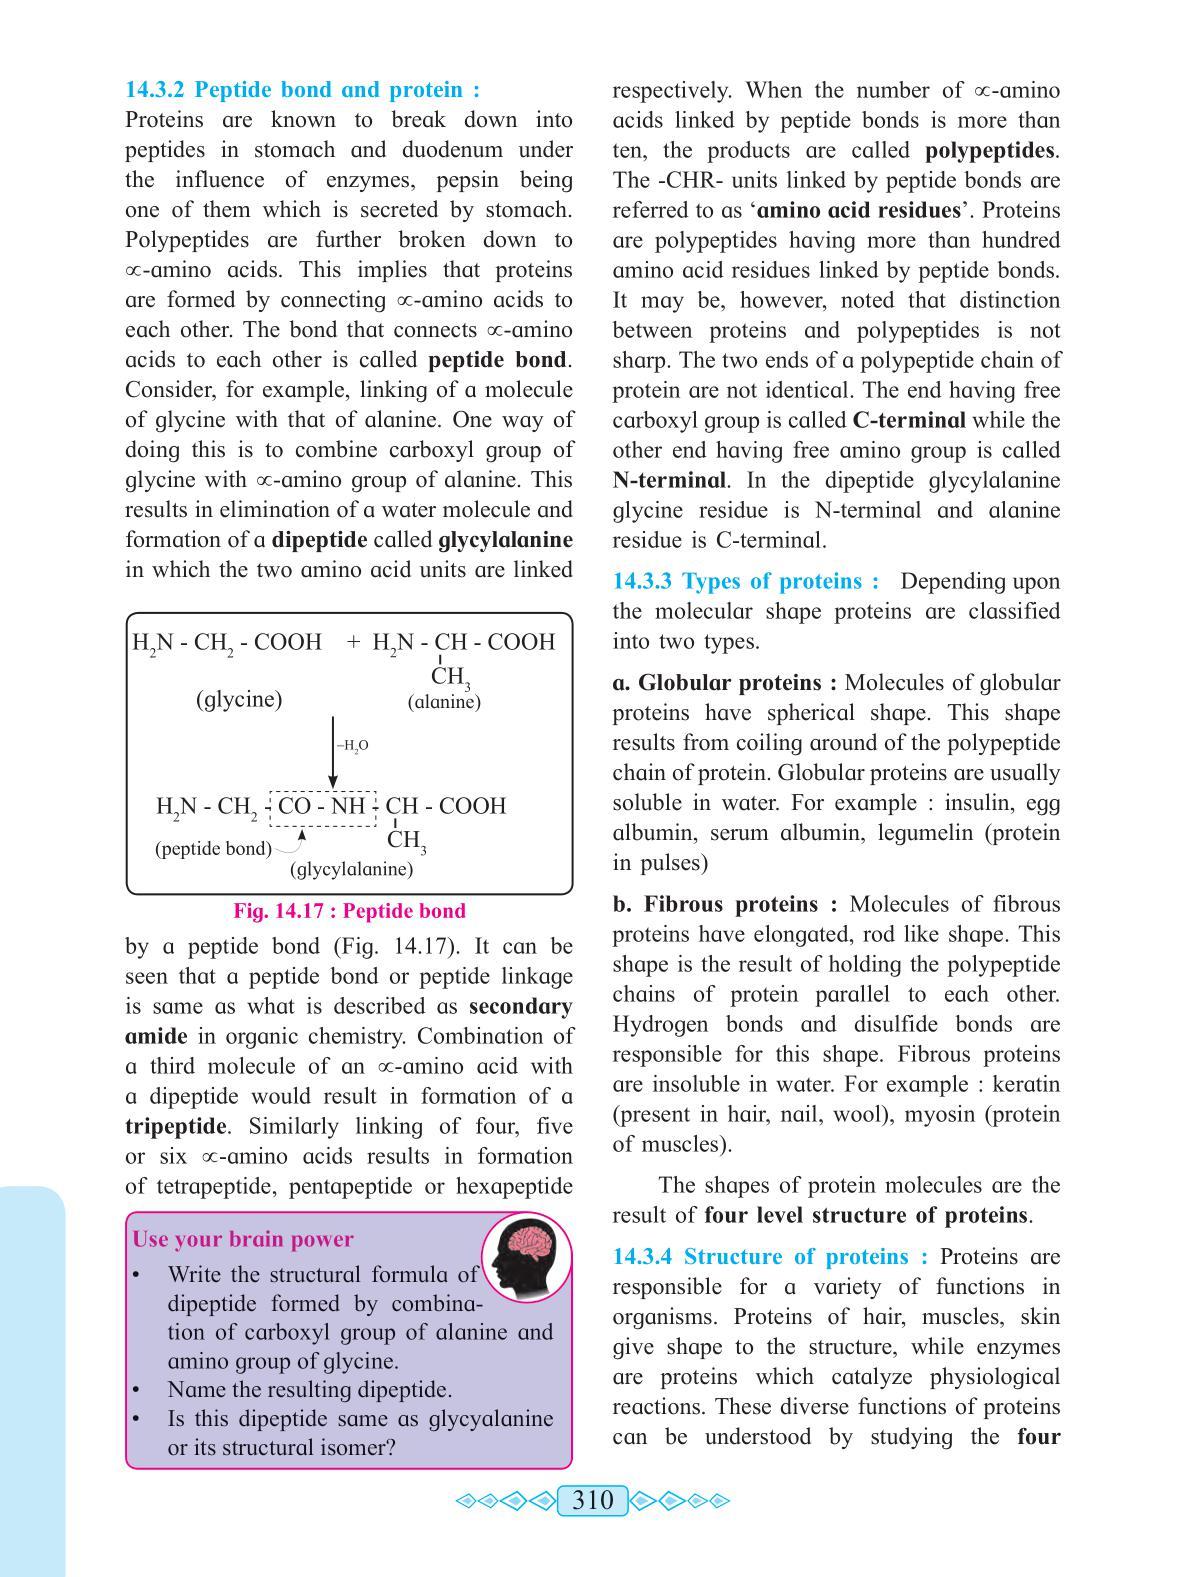 14.3.2 Peptide bond and protein :
Proteins are known to break down into
peptides in stomach and duodenum under
the influence of enzymes, pepsin being
one of them which is secreted by stomach.
Polypeptides are further broken down to
∝-amino acids. This implies that proteins
are formed by connecting ∝-amino acids to
each other. The bond that connects ∝-amino
acids to each other is called peptide bond.
Consider, for example, linking of a molecule
of glycine with that of alanine. One way of
doing this is to combine carboxyl group of
glycine with ∝-amino group of alanine. This
results in elimination of a water molecule and
formation of a dipeptide called glycylalanine
in which the two amino acid units are linked
H₂N - CH₂ - COOH + H₂N - CH - COOH
CH₃
(glycine) (alanine)
–H₂O
H₂N - CH₂ - CO - NH - CH - COOH
CH₃
(peptide bond)
(glycylalanine)
Fig. 14.17 : Peptide bond
by a peptide bond (Fig. 14.17). It can be
seen that a peptide bond or peptide linkage
is same as what is described as secondary
amide in organic chemistry. Combination of
a third molecule of an ∝-amino acid with
a dipeptide would result in formation of a
tripeptide. Similarly linking of four, five
or six ∝-amino acids results in formation
of tetrapeptide, pentapeptide or hexapeptide
Use your brain power
• Write the structural formula of
dipeptide formed by combina-
tion of carboxyl group of alanine and
amino group of glycine.
• Name the resulting dipeptide.
• Is this dipeptide same as glycyalanine
or its structural isomer?
respectively. When the number of ∝-amino
acids linked by peptide bonds is more than
ten, the products are called polypeptides.
The -CHR- units linked by peptide bonds are
referred to as ‘amino acid residues’. Proteins
are polypeptides having more than hundred
amino acid residues linked by peptide bonds.
It may be, however, noted that distinction
between proteins and polypeptides is not
sharp. The two ends of a polypeptide chain of
protein are not identical. The end having free
carboxyl group is called C-terminal while the
other end having free amino group is called
N-terminal. In the dipeptide glycylalanine
glycine residue is N-terminal and alanine
residue is C-terminal.
14.3.3 Types of proteins : Depending upon
the molecular shape proteins are classified
into two types.
a. Globular proteins : Molecules of globular
proteins have spherical shape. This shape
results from coiling around of the polypeptide
chain of protein. Globular proteins are usually
soluble in water. For example : insulin, egg
albumin, serum albumin, legumelin (protein
in pulses)
b. Fibrous proteins : Molecules of fibrous
proteins have elongated, rod like shape. This
shape is the result of holding the polypeptide
chains of protein parallel to each other.
Hydrogen bonds and disulfide bonds are
responsible for this shape. Fibrous proteins
are insoluble in water. For example : keratin
(present in hair, nail, wool), myosin (protein
of muscles).
The shapes of protein molecules are the
result of four level structure of proteins.
14.3.4 Structure of proteins : Proteins are
responsible for a variety of functions in
organisms. Proteins of hair, muscles, skin
give shape to the structure, while enzymes
are proteins which catalyze physiological
reactions. These diverse functions of proteins
can be understood by studying the four
310